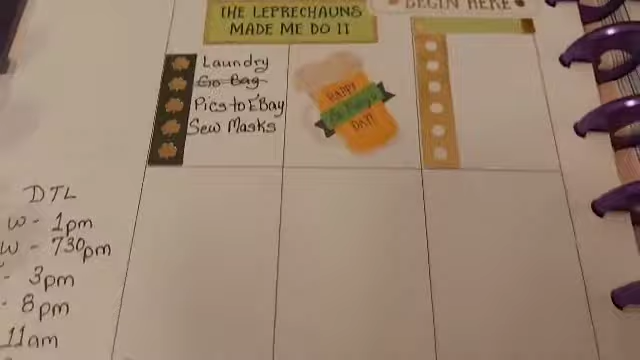 THE LEPRECHAUNS
MADE ME DO IT
BEGIN HERE
Laundry
Go Bag
Pics to EBay
Sew Masks
HAPPY
St. Patrick's
DAY!
DTL
W - 1pm
W - 730pm
- 3pm
- 8pm
11am